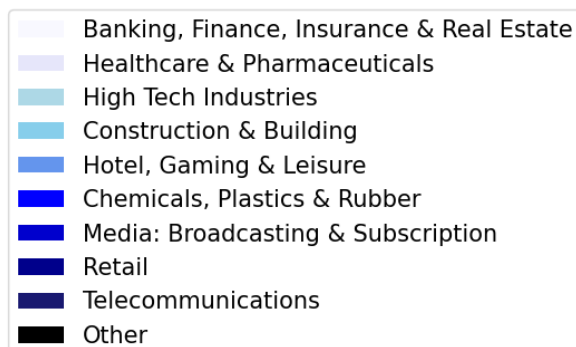 Banking, Finance, Insurance & Real Estate
Healthcare & Pharmaceuticals
High Tech Industries
Construction & Building
Hotel, Gaming & Leisure
Chemicals, Plastics & Rubber
Media: Broadcasting & Subscription
Retail
Telecommunications
Other